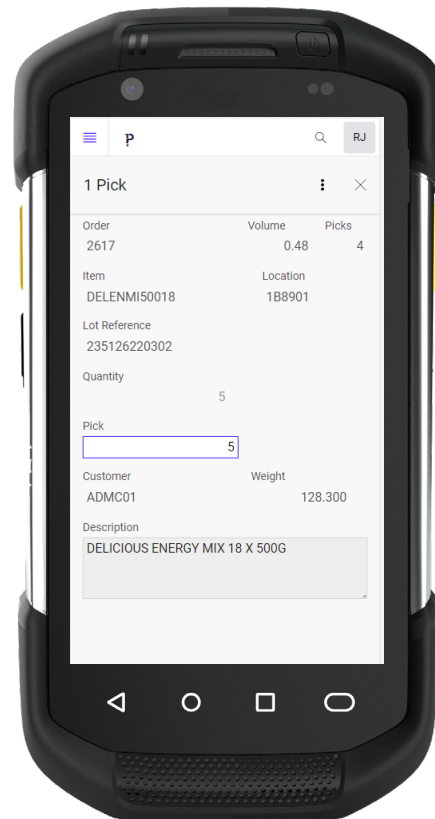 RJ
1 Pick
Order Volume Picks
2617 0.48 4
Item Location
DELENMI50018 1B8901
Lot Reference
235126220302
Quantity
5
Pick
5
Customer Weight
ADMC01 128.300
Description
DELICIOUS ENERGY MIX 18 X 500G